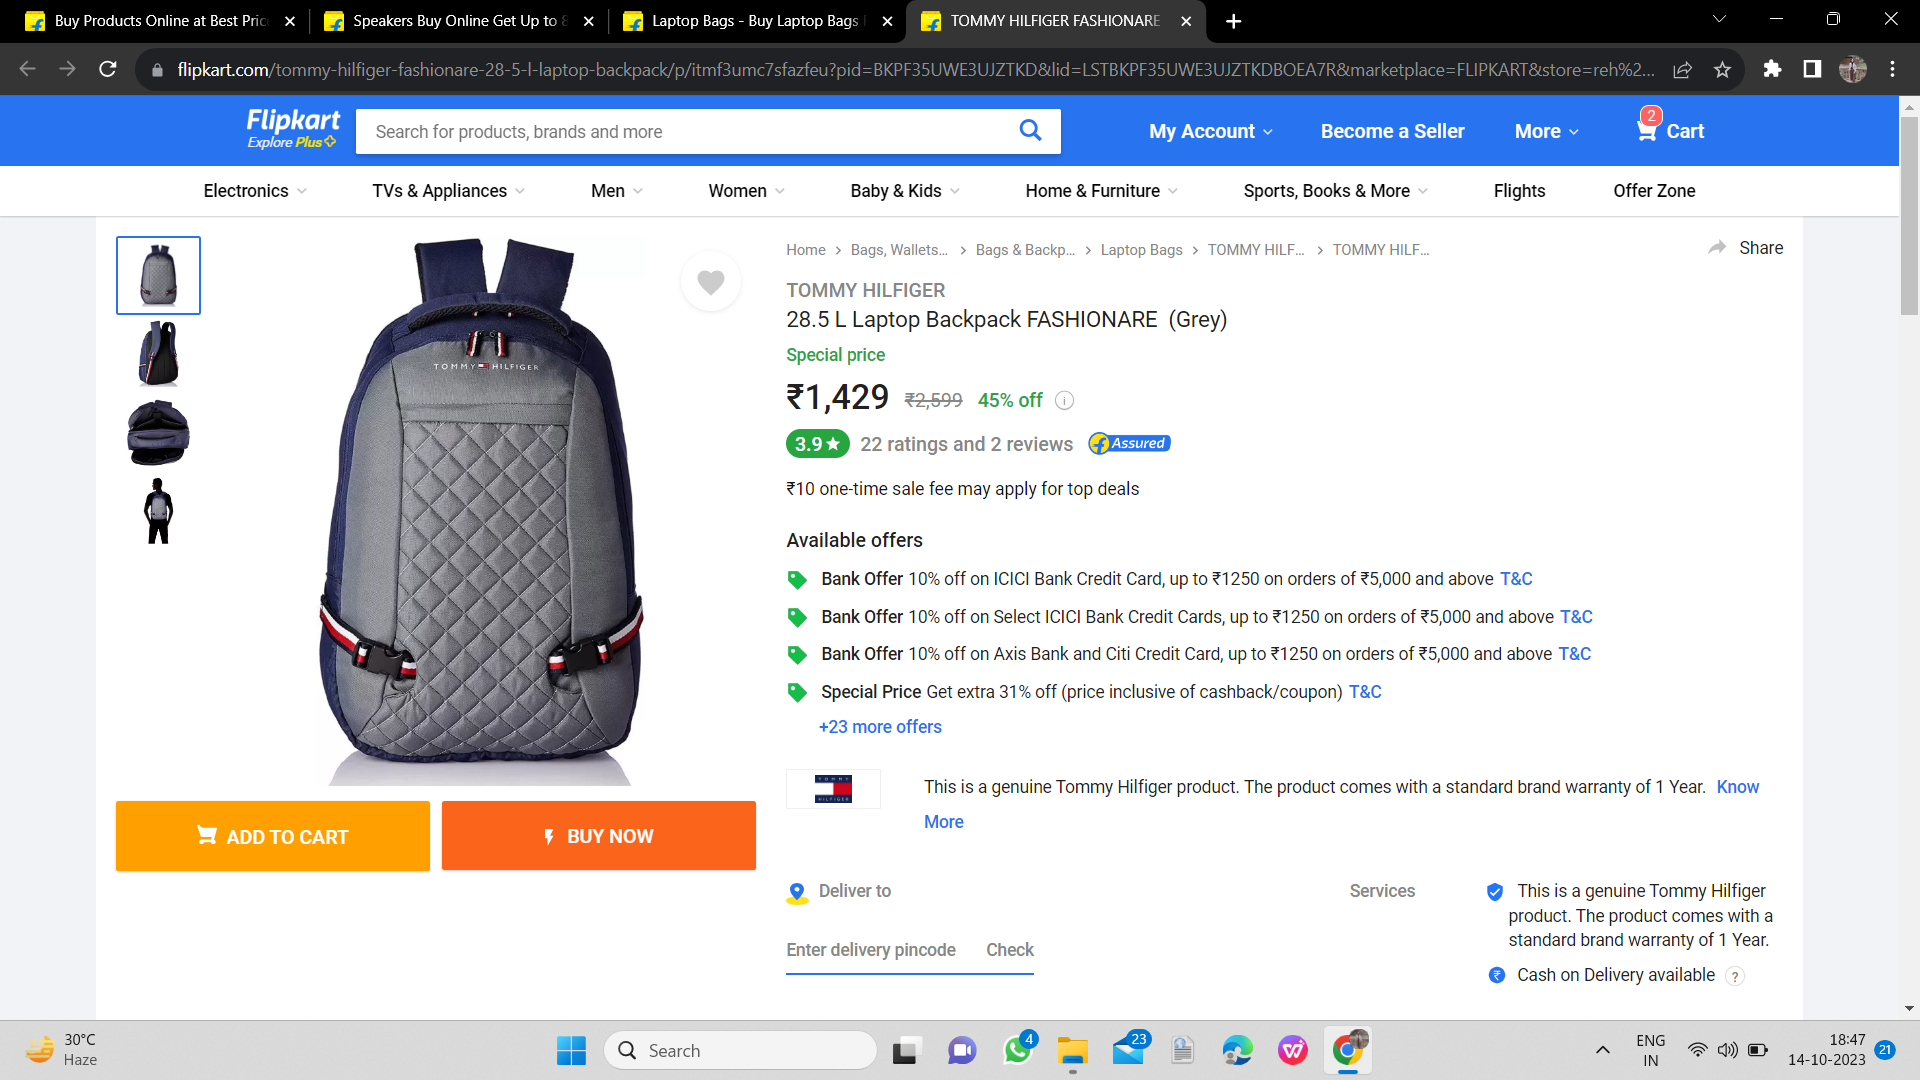 Buy Products Online at Best Pric
Speakers Buy Online Get Up to 8
Laptop Bags - Buy Laptop Bags
TOMMY HILFIGER FASHIONARE
flipkart.com/tommy-hilfiger-fashionare-28-5-l-laptop-backpack/p/itmf3umc7sfazfeu?pid=BKPF35UWE3UJZTKD&lid=LSTBKPF35UWE3UJZTKDBOEA7R&marketplace=FLIPKART&store=reh%2...
Flipkart
Explore Plus
Search for products, brands and more
My Account
Become a Seller
More
2
Cart
Electronics
TVs & Appliances
Men
Women
Baby & Kids
Home & Furniture
Sports, Books & More
Flights
Offer Zone
TOMMY HILFIGER
Home > Bags, Wallets... > Bags & Backp... > Laptop Bags > TOMMY HILF... > TOMMY HILF...
Share
TOMMY HILFIGER
28.5 L Laptop Backpack FASHIONARE (Grey)
Special price
₹1,429 ₹2,599 45% off
3.9 22 ratings and 2 reviews Assured
₹10 one-time sale fee may apply for top deals
Available offers
Bank Offer 10% off on ICICI Bank Credit Card, up to ₹1250 on orders of ₹5,000 and above T&C
Bank Offer 10% off on Select ICICI Bank Credit Cards, up to ₹1250 on orders of ₹5,000 and above T&C
Bank Offer 10% off on Axis Bank and Citi Credit Card, up to ₹1250 on orders of ₹5,000 and above T&C
Special Price Get extra 31% off (price inclusive of cashback/coupon) T&C
+23 more offers
TOMMY
HILFIGER
This is a genuine Tommy Hilfiger product. The product comes with a standard brand warranty of 1 Year. Know
More
ADD TO CART
BUY NOW
Deliver to
Enter delivery pincode
Check
Services
This is a genuine Tommy Hilfiger
product. The product comes with a
standard brand warranty of 1 Year.
₹ Cash on Delivery available ?
30°C
Haze
Search
4
23
ENG
IN
18:47
14-10-2023
21